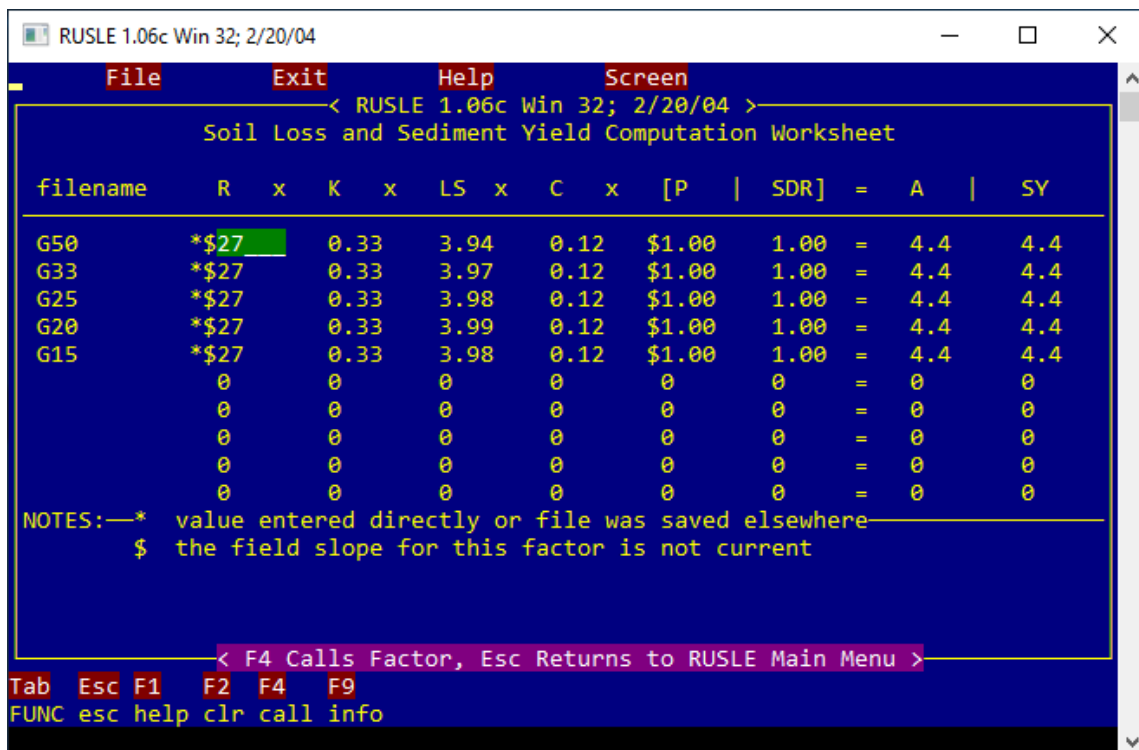 RUSLE 1.06c Win 32; 2/20/04
File Exit Help Screen
< RUSLE 1.06c Win 32; 2/20/04 >
Soil Loss and Sediment Yield Computation Worksheet
filename R x K x LS x C x [P | SDR] = A | SY
G50 *$27___ 0.33 3.94 0.12 $1.00 1.00 = 4.4 4.4
G33 *$27 0.33 3.97 0.12 $1.00 1.00 = 4.4 4.4
G25 *$27 0.33 3.98 0.12 $1.00 1.00 = 4.4 4.4
G20 *$27 0.33 3.99 0.12 $1.00 1.00 = 4.4 4.4
G15 *$27 0.33 3.98 0.12 $1.00 1.00 = 4.4 4.4
0 0 0 0 0 0 = 0 0
0 0 0 0 0 0 = 0 0
0 0 0 0 0 0 = 0 0
0 0 0 0 0 0 = 0 0
0 0 0 0 0 0 = 0 0
NOTES: * value entered directly or file was saved elsewhere
$ the field slope for this factor is not current
< F4 Calls Factor, Esc Returns to RUSLE Main Menu >
Tab Esc F1 F2 F4 F9
FUNC esc help clr call info